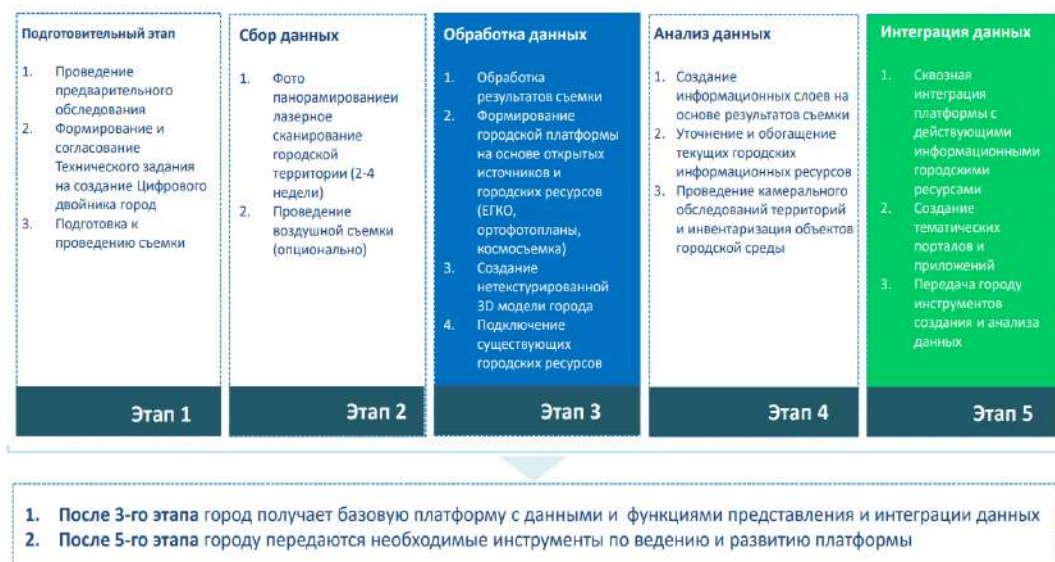 Подготовительный этап
1. Проведение
предварительного
обследования
2. Формирование и
согласование
Технического задания
на создание Цифрового
двойника город
3. Подготовка к
проведению съемки
Этап 1
Сбор данных
1. Фото
панорамированиеи
лазерное
сканирование
городской
территории (2-4
недели)
2. Проведение
воздушной съемки
(опционально)
Этап 2
Обработка данных
1. Обработка
результатов съемки
2. Формирование
городской платформы
на основе открытых
источников и
городских ресурсов
(ЕГКО,
ортофотопланы,
космосъемка)
3. Создание
нетекстурированной
3D модели города
4. Подключение
существующих
городских ресурсов
Этап 3
Анализ данных
1. Создание
информационных слоев на
основе результатов съемки
2. Уточнение и обогащение
текущих городских
информационных ресурсов
3. Проведение камерального
обследований территорий
и инвентаризация объектов
городской среды
Этап 4
Интеграция данных
1. Сквозная
интеграция
платформы с
действующими
информационными
городскими
ресурсами
2. Создание
тематических
порталов и
приложений
3. Передача городу
инструментов
создания и анализа
данных
Этап 5
1. После 3-го этапа город получает базовую платформу с данными и функциями представления и интеграции данных
2. После 5-го этапа городу передаются необходимые инструменты по ведению и развитию платформы